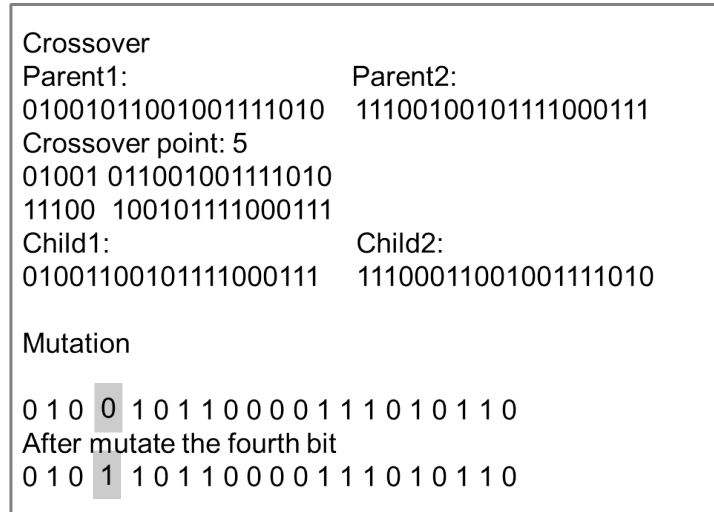 Crossover
Parent1: Parent2:
01001011001001111010 11100100101111000111
Crossover point: 5
01001 011001001111010
11100 100101111000111
Child1: Child2:
01001100101111000111 11100011001001111010
Mutation
0 1 0 0 1 0 1 1 0 0 0 0 1 1 1 0 1 0 1 1 0
After mutate the fourth bit
0 1 0 1 1 0 1 1 0 0 0 0 1 1 1 0 1 0 1 1 0